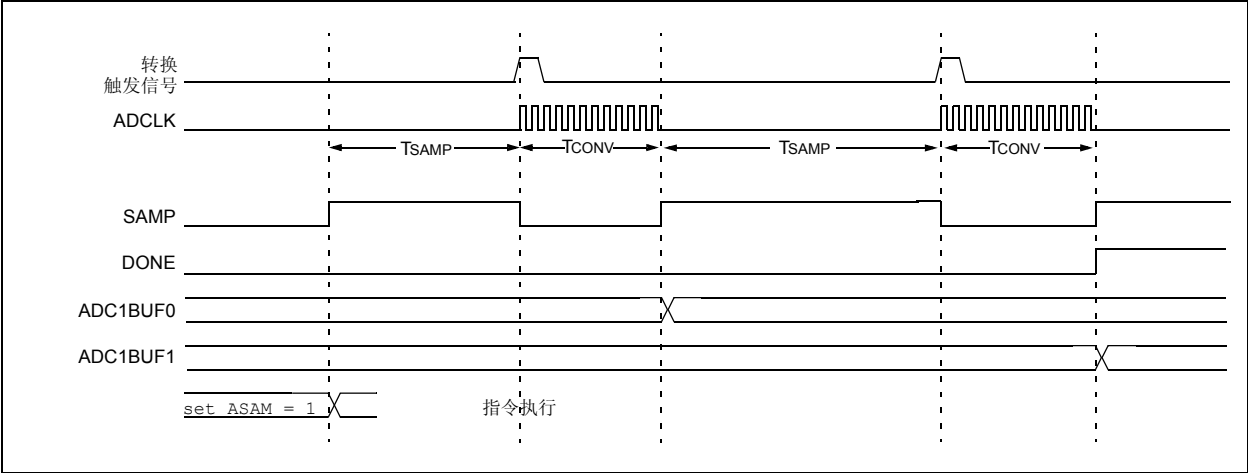 转换
触发信号
ADCLK
TSAMP
TCONV
TSAMP
TCONV
SAMP
DONE
ADC1BUF0
ADC1BUF1
set ASAM = 1
指令执行